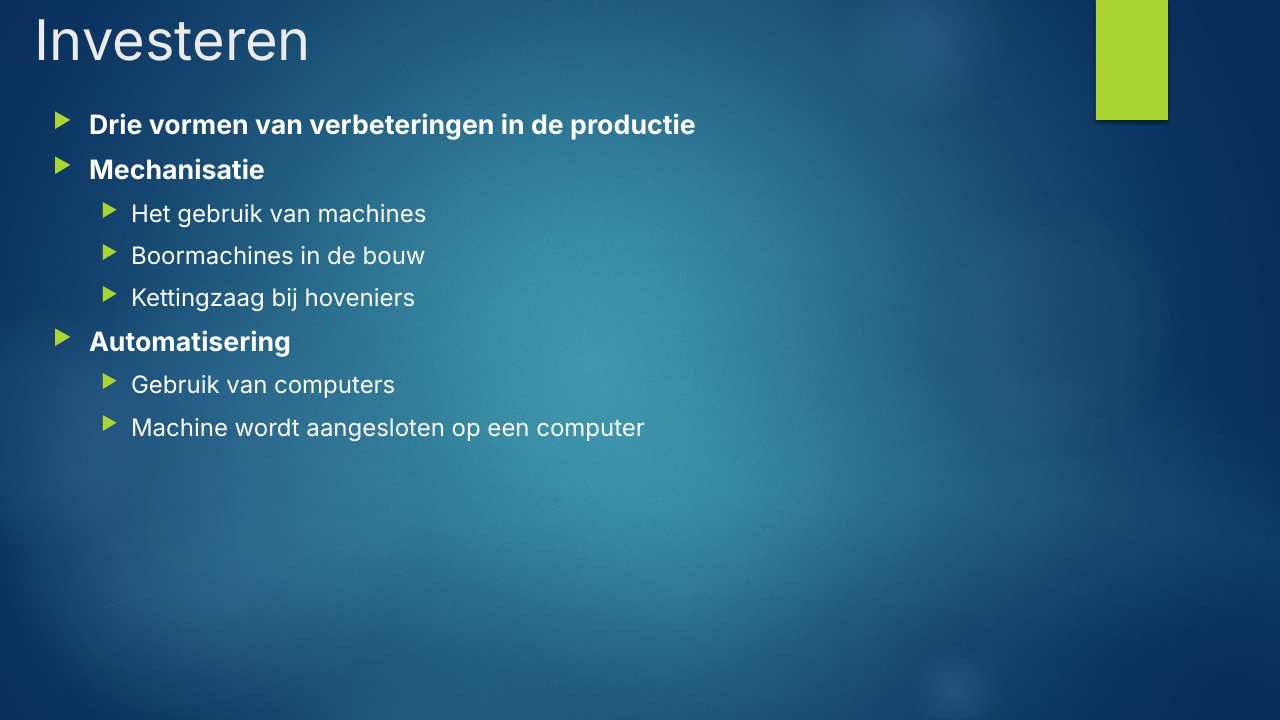 Investeren
Drie vormen van verbeteringen in de productie
Mechanisatie
Het gebruik van machines
Boormachines in de bouw
Kettingzaag bij hoveniers
Automatisering
Gebruik van computers
Machine wordt aangesloten op een computer